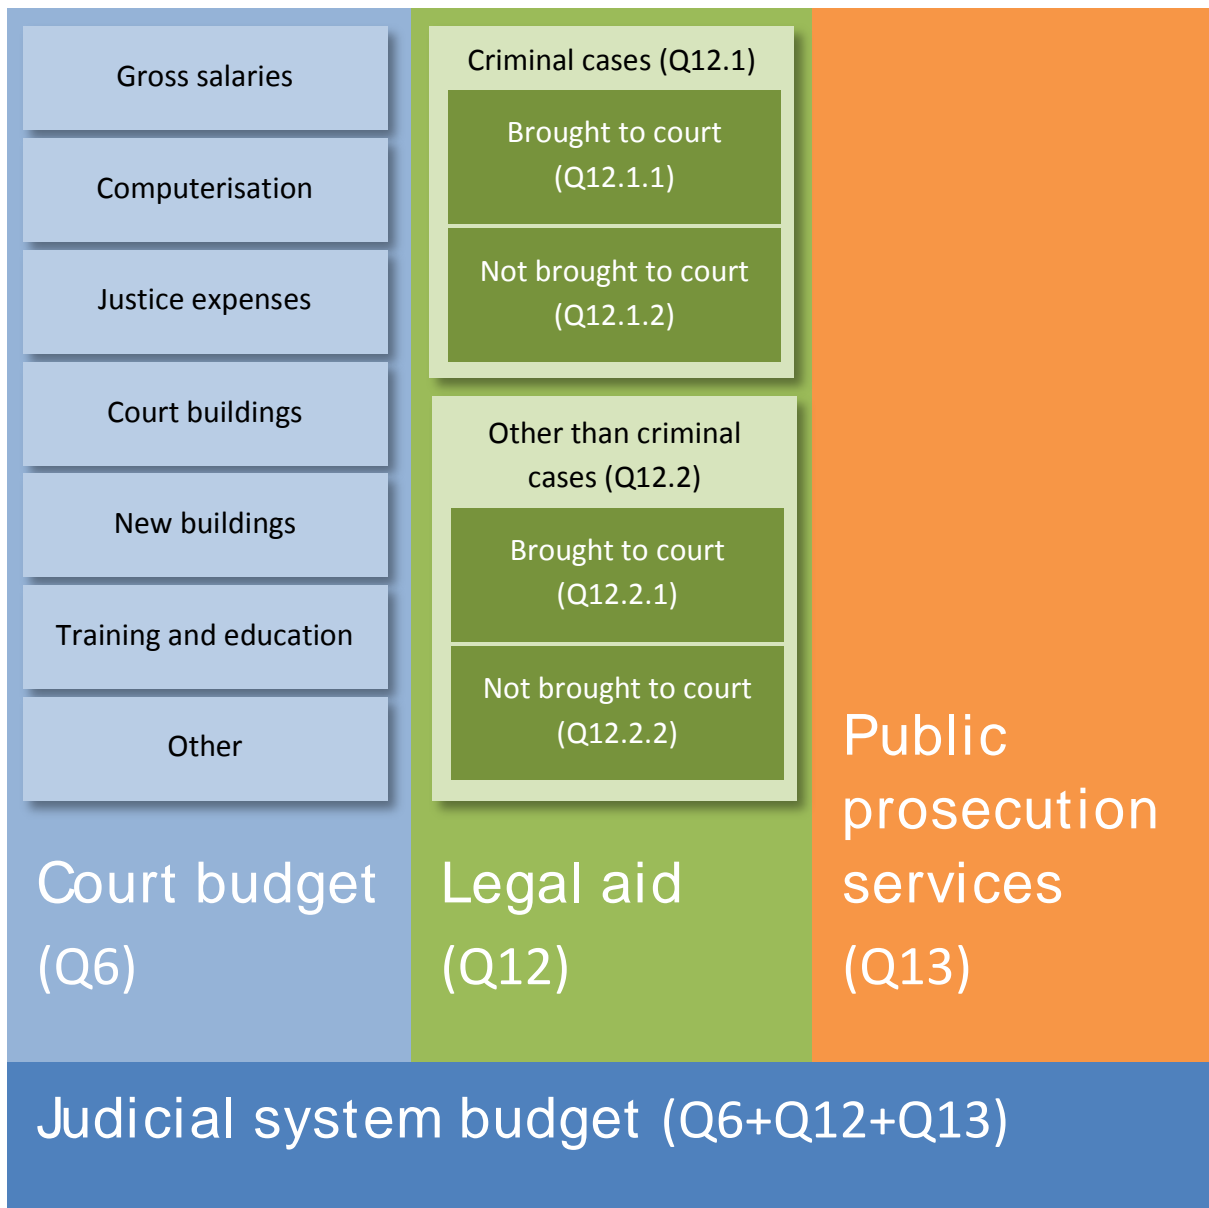 Gross salaries
Computerisation
Justice expenses
Court buildings
New buildings
Training and education
Other
Court budget
(Q6)
Criminal cases (Q12.1)
Brought to court
(Q12.1.1)
Not brought to court
(Q12.1.2)
Other than criminal
cases (Q12.2)
Brought to court
(Q12.2.1)
Not brought to court
(Q12.2.2)
Legal aid
(Q12)
Public
prosecution
services
(Q13)
Judicial system budget (Q6+Q12+Q13)